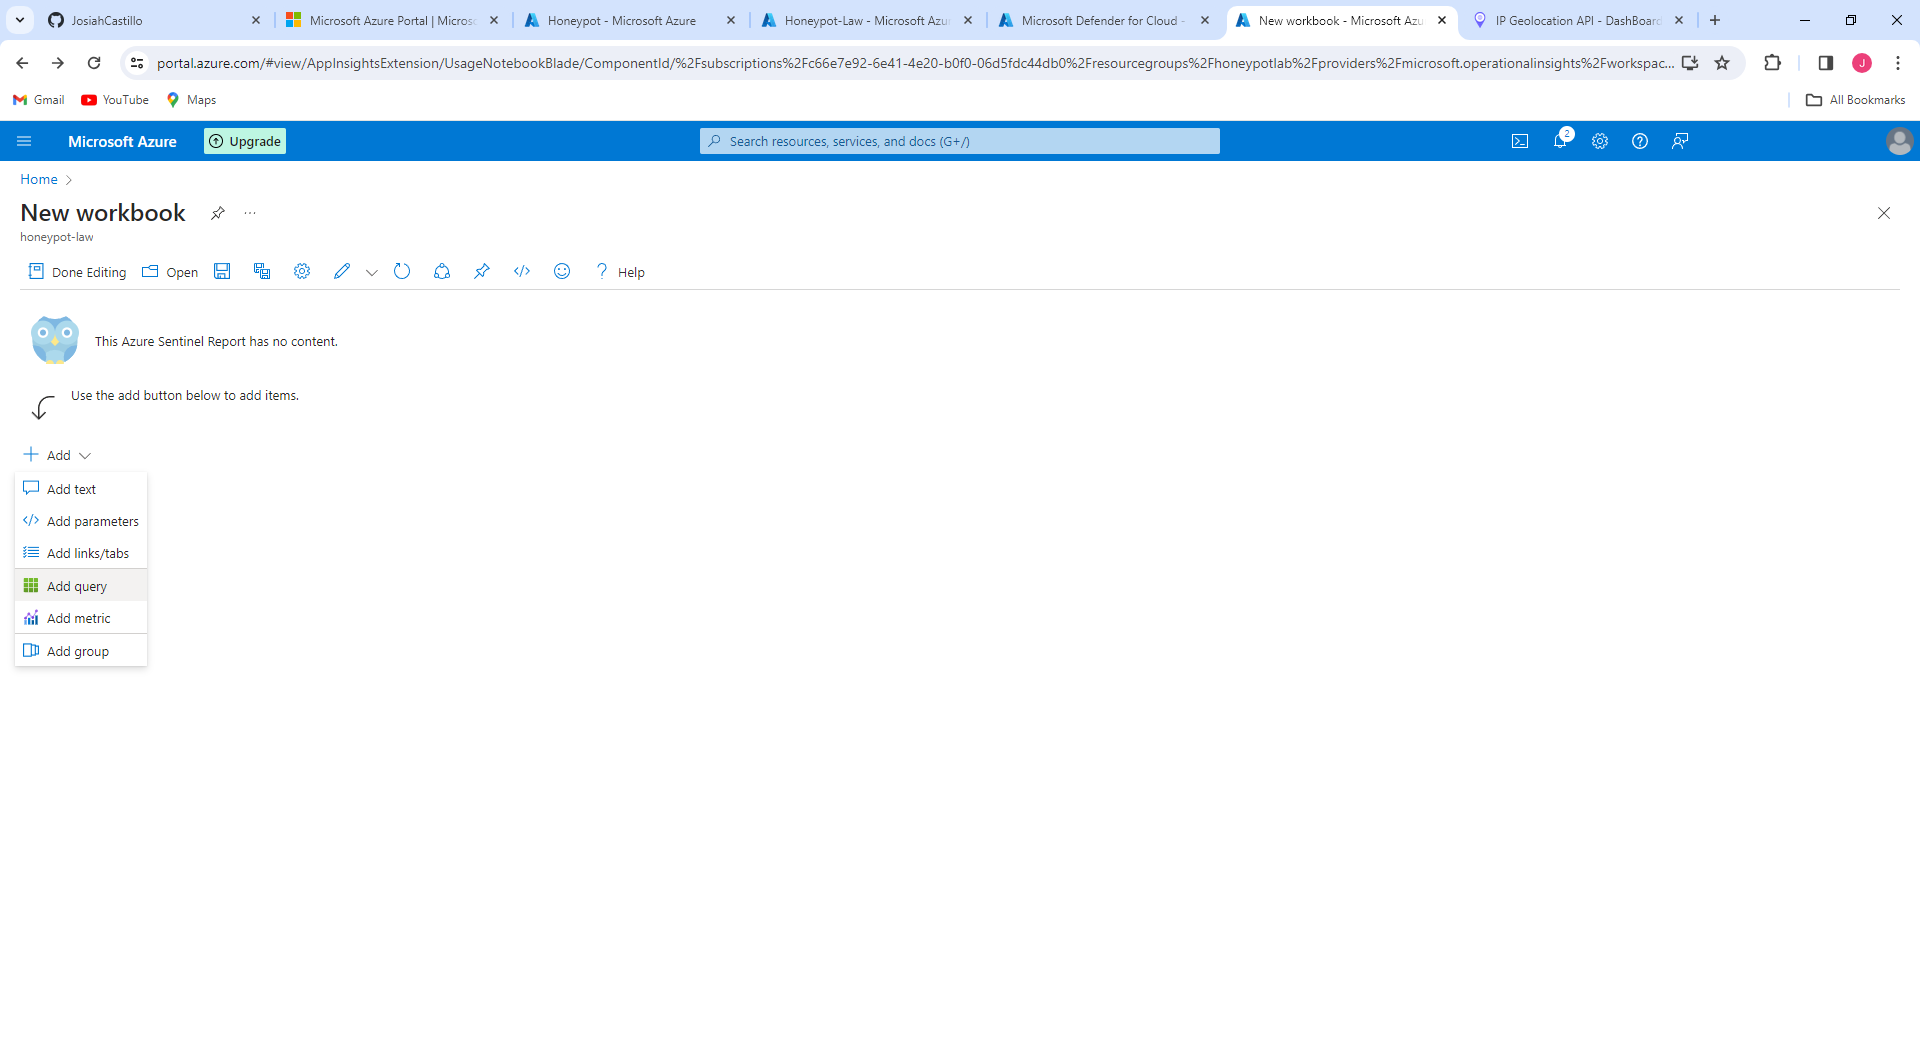 JosiahCastillo
Microsoft Azure Portal | Microso
Honeypot - Microsoft Azure
Honeypot-Law - Microsoft Azu
Microsoft Defender for Cloud -
New workbook - Microsoft Azu
IP Geolocation API - DashBoard
portal.azure.com/#view/AppInsightsExtension/UsageNotebookBlade/ComponentId/%2Fsubscriptions%2Fc66e7e92-6e41-4e20-b0f0-06d5fdc44db0%2Fresourcegroups%2Fhoneypotlab%2Fproviders%2Fmicrosoft.operationalinsights%2Fworkspac...
J
Gmail
YouTube
Maps
All Bookmarks
Microsoft Azure
Upgrade
Search resources, services, and docs (G+/)
2
Home
New workbook
honeypot-law
Done Editing
Open
Help
This Azure Sentinel Report has no content.
Use the add button below to add items.
Add
Add text
Add parameters
Add links/tabs
Add query
Add metric
Add group